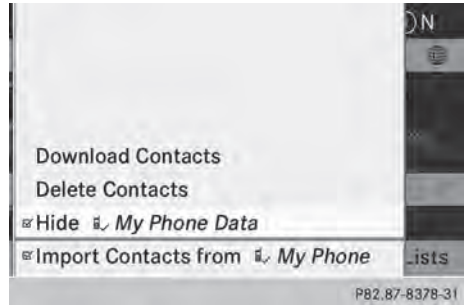 N
Download Contacts
Delete Contacts
Hide My Phone Data
Import Contacts from My Phone
Lists
P82.87-8378-31